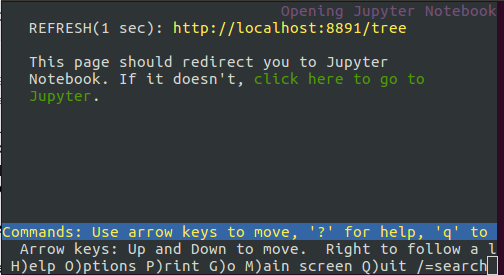 Opening Jupyter Notebook
REFRESH(1 sec): http://localhost:8891/tree
This page should redirect you to Jupyter
Notebook. If it doesn't, click here to go to
Jupyter.
Commands: Use arrow keys to move, '?' for help, 'q' to
Arrow keys: Up and Down to move.  Right to follow a l
H)elp O)ptions P)rint G)o M)ain screen Q)uit /=search